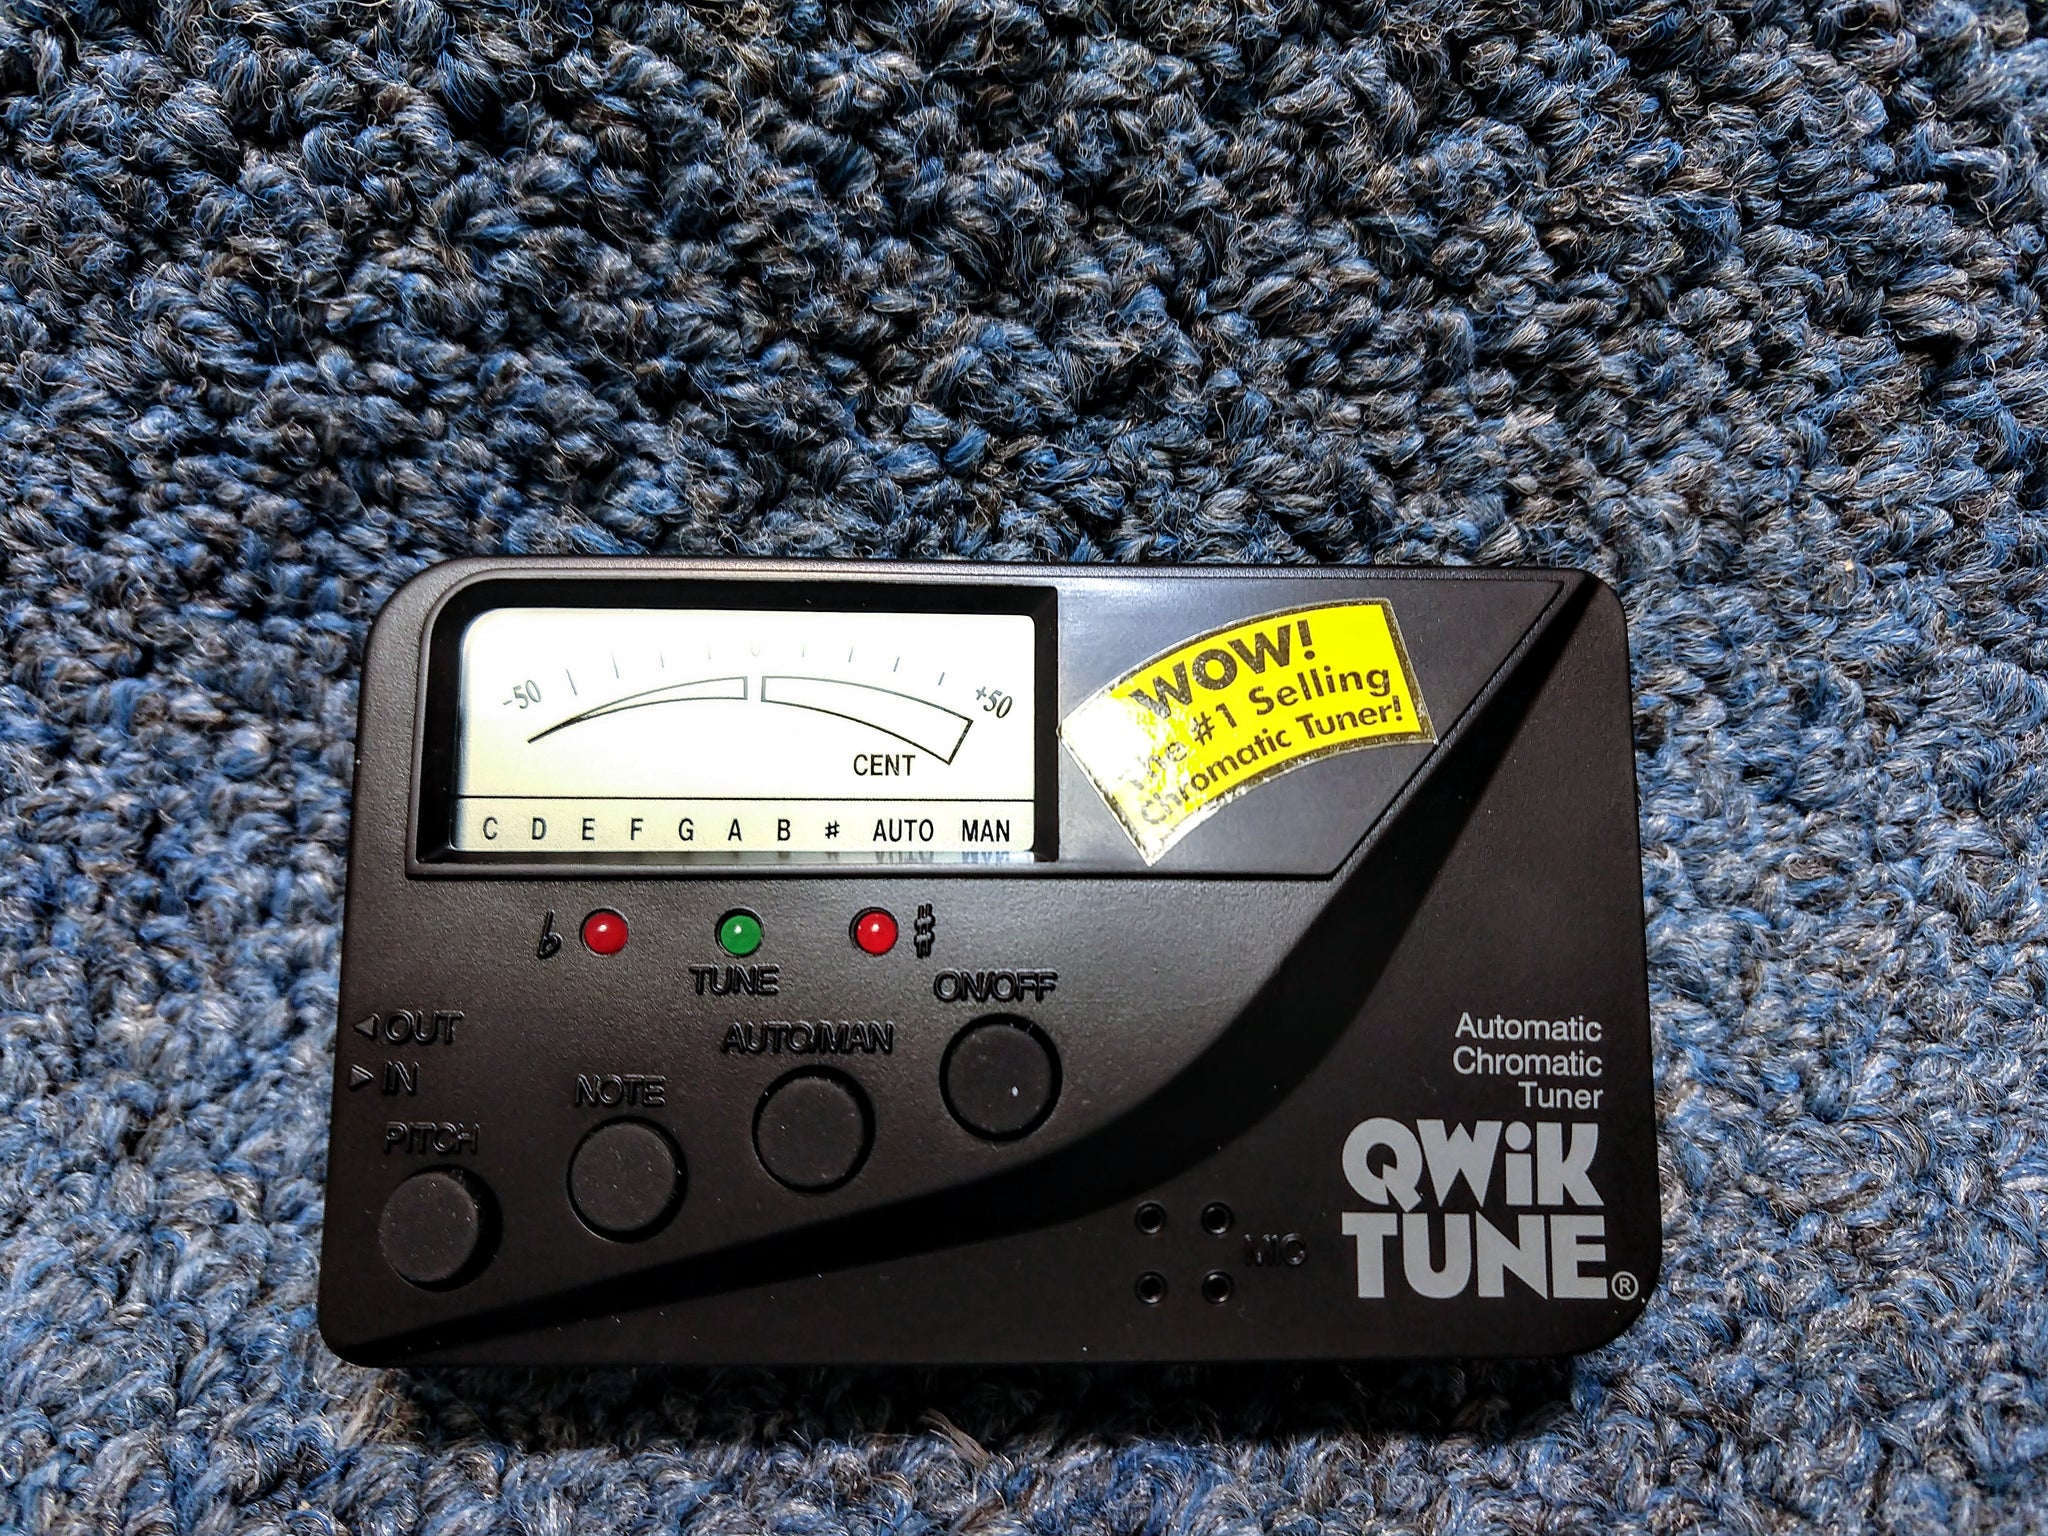 0
-50
+50
CENT
C D E F G A B # AUTO MAN
WOW!
The #1 Selling
Chromatic Tuner!
♭ ♯
TUNE
ON/OFF
◁ OUT
▷ IN
AUTO/MAN
NOTE
PITCH
MIC
Automatic
Chromatic
Tuner
QWiK
TUNE®